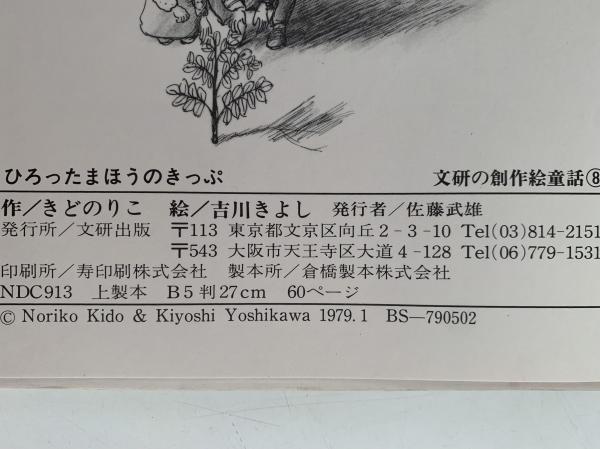 ひろったまほうのきっぷ 文研の創作絵童話⑧
作／きどのりこ 絵／吉川きよし 発行者／佐藤武雄
発行所／文研出版 〒113 東京都文京区向丘2-3-10 Tel(03)814-2151
〒543 大阪市天王寺区大道4-128 Tel(06)779-1531
印刷所／寿印刷株式会社 製本所／倉橋製本株式会社
NDC913 上製本 B5判27cm 60ページ
© Noriko Kido & Kiyoshi Yoshikawa 1979.1 BS—790502